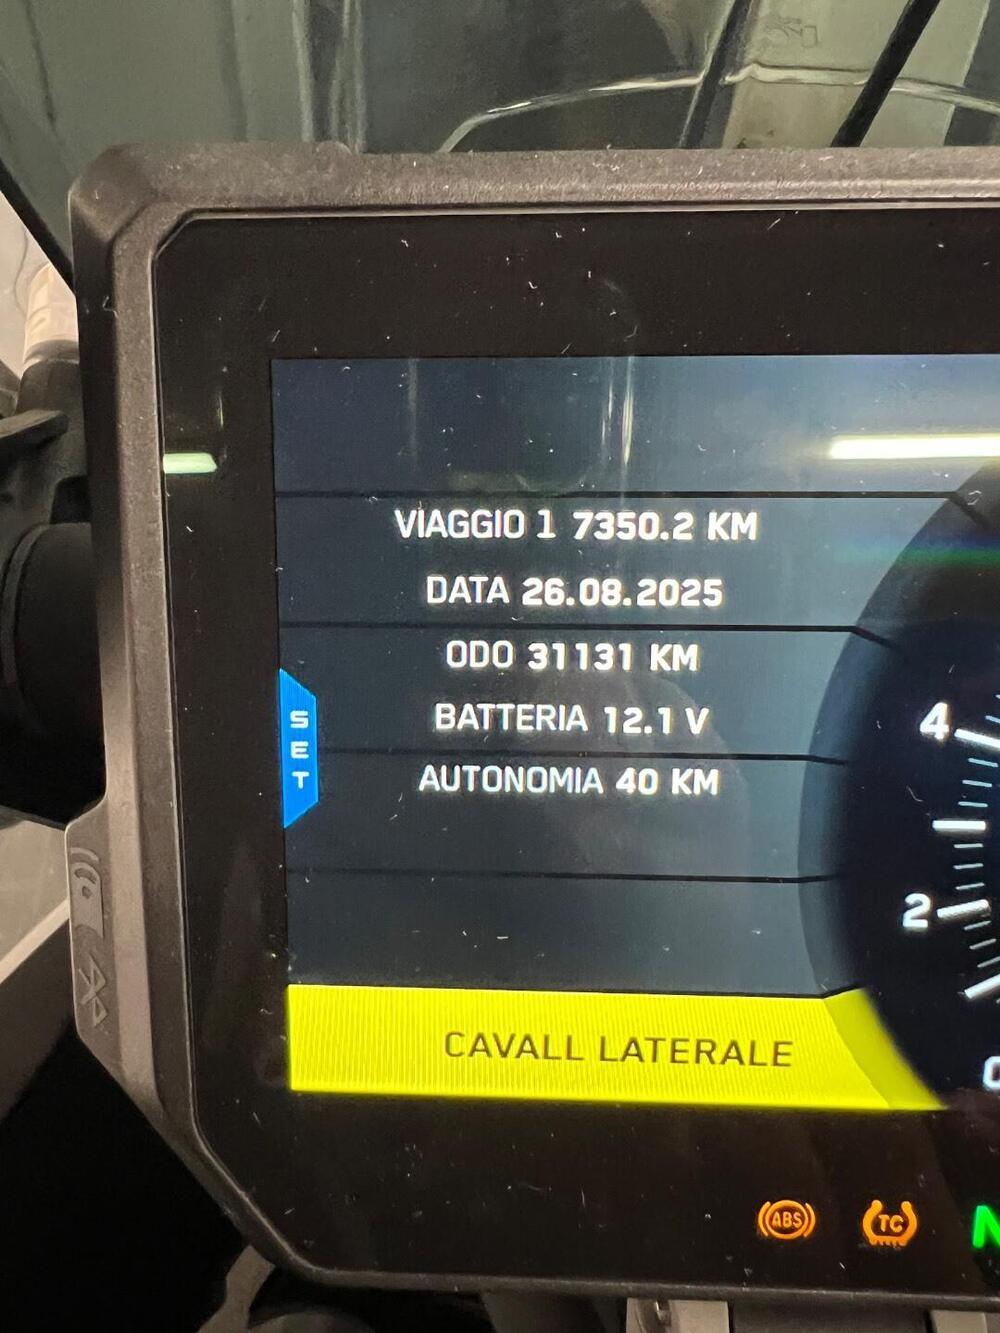 VIAGGIO 1 7350.2 KM
DATA 26.08.2025
ODO 31131 KM
BATTERIA 12.1 V
AUTONOMIA 40 KM
SET
4
2
0
CAVALL LATERALE
ABS
TC
N